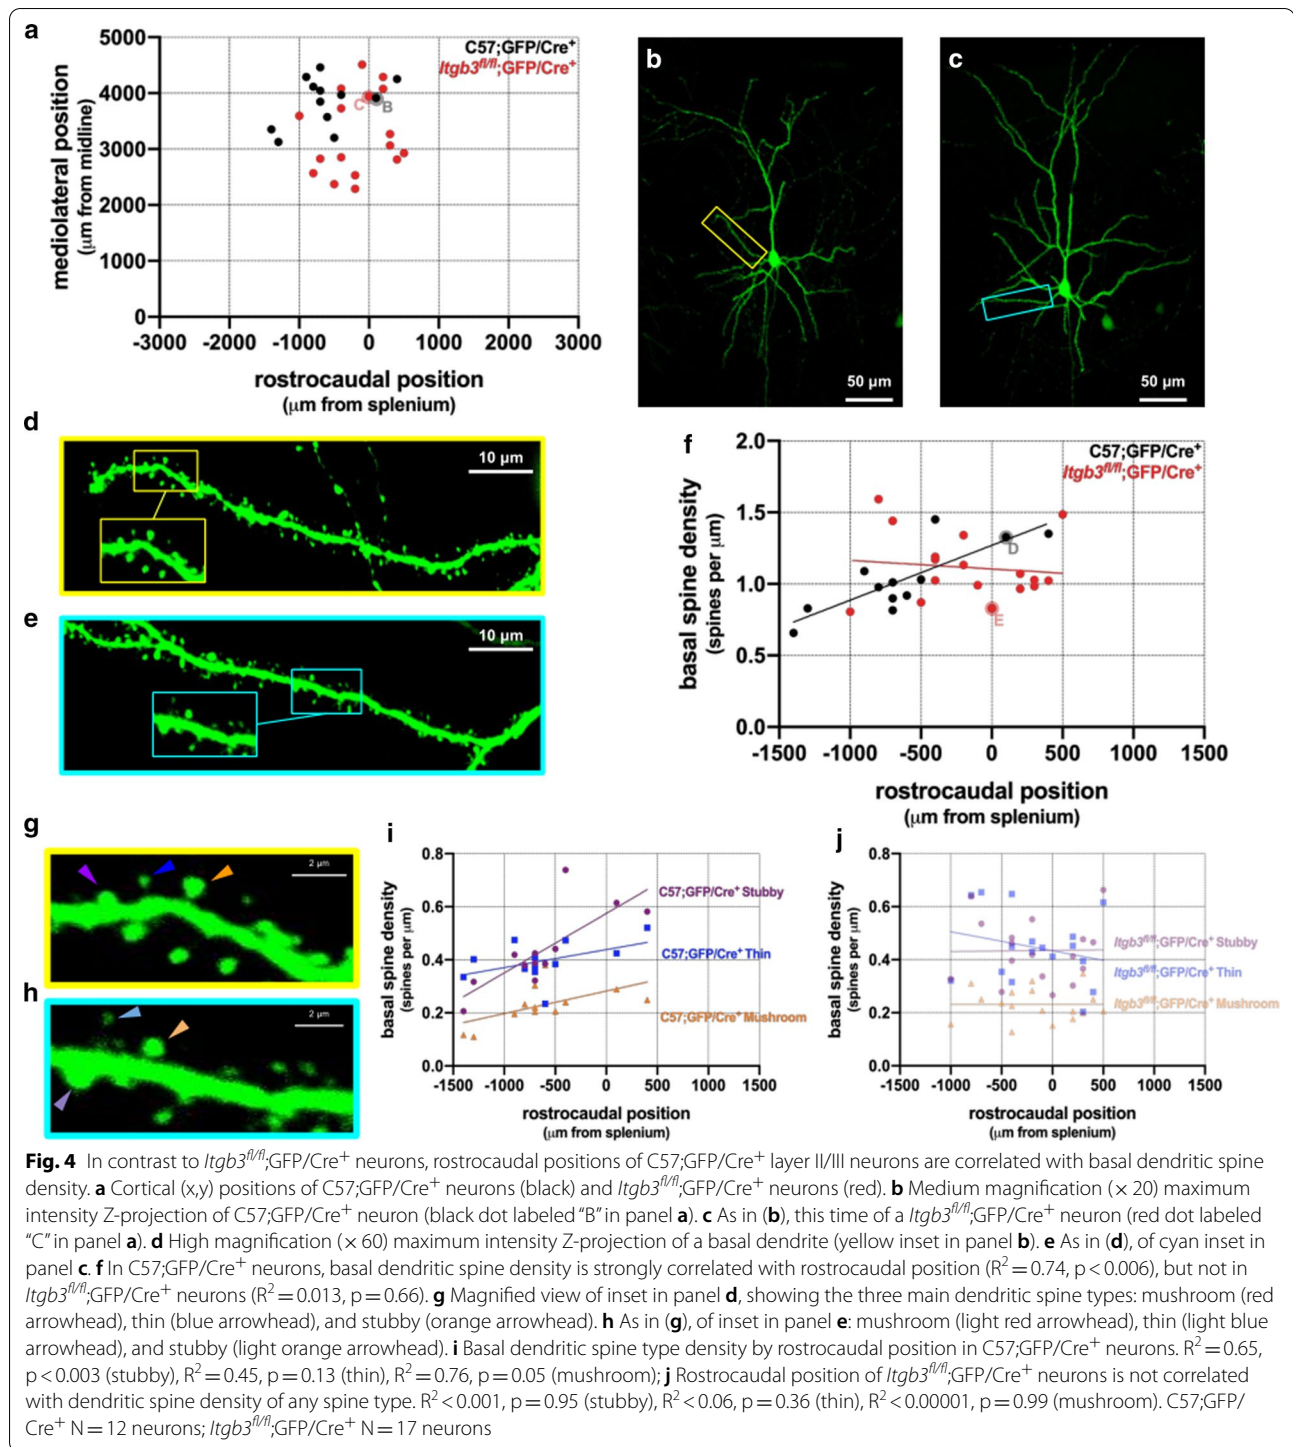 a
5000
4000
3000
2000
1000
0
-3000 -2000 -1000 0 1000 2000 3000
mediolateral position
(µm from midline)
rostrocaudal position
(µm from splenium)
C57;GFP/Cre+
Itgb3fl/fl;GFP/Cre+
C
B
b
50 µm
c
50 µm
d
10 µm
e
10 µm
f
2.0
1.5
1.0
0.5
0.0
-1500 -1000 -500 0 500 1000 1500
basal spine density
(spines per µm)
rostrocaudal position
(µm from splenium)
C57;GFP/Cre+
Itgb3fl/fl;GFP/Cre+
D
E
g
2 µm
h
2 µm
i
0.8
0.6
0.4
0.2
0.0
-1500 -1000 -500 0 500 1000 1500
basal spine density
(spines per µm)
rostrocaudal position
(µm from splenium)
C57;GFP/Cre+ Stubby
C57;GFP/Cre+ Thin
C57;GFP/Cre+ Mushroom
j
0.8
0.6
0.4
0.2
0.0
-1500 -1000 -500 0 500 1000 1500
basal spine density
(spines per µm)
rostrocaudal position
(µm from splenium)
Itgb3fl/fl;GFP/Cre+ Stubby
Itgb3fl/fl;GFP/Cre+ Thin
Itgb3fl/fl;GFP/Cre+ Mushroom
Fig. 4 In contrast to Itgb3fl/fl;GFP/Cre+ neurons, rostrocaudal positions of C57;GFP/Cre+ layer II/III neurons are correlated with basal dendritic spine
density. a Cortical (x,y) positions of C57;GFP/Cre+ neurons (black) and Itgb3fl/fl;GFP/Cre+ neurons (red). b Medium magnification (× 20) maximum
intensity Z-projection of C57;GFP/Cre+ neuron (black dot labeled "B" in panel a). c As in (b), this time of a Itgb3fl/fl;GFP/Cre+ neuron (red dot labeled
"C" in panel a). d High magnification (× 60) maximum intensity Z-projection of a basal dendrite (yellow inset in panel b). e As in (d), of cyan inset in
panel c. f In C57;GFP/Cre+ neurons, basal dendritic spine density is strongly correlated with rostrocaudal position (R2 = 0.74, p < 0.006), but not in
Itgb3fl/fl;GFP/Cre+ neurons (R2 = 0.013, p = 0.66). g Magnified view of inset in panel d, showing the three main dendritic spine types: mushroom (red
arrowhead), thin (blue arrowhead), and stubby (orange arrowhead). h As in (g), of inset in panel e: mushroom (light red arrowhead), thin (light blue
arrowhead), and stubby (light orange arrowhead). i Basal dendritic spine type density by rostrocaudal position in C57;GFP/Cre+ neurons. R2 = 0.65,
p < 0.003 (stubby), R2 = 0.45, p = 0.13 (thin), R2 = 0.76, p = 0.05 (mushroom); j Rostrocaudal position of Itgb3fl/fl;GFP/Cre+ neurons is not correlated
with dendritic spine density of any spine type. R2 < 0.001, p = 0.95 (stubby), R2 < 0.06, p = 0.36 (thin), R2 < 0.00001, p = 0.99 (mushroom). C57;GFP/
Cre+ N = 12 neurons; Itgb3fl/fl;GFP/Cre+ N = 17 neurons